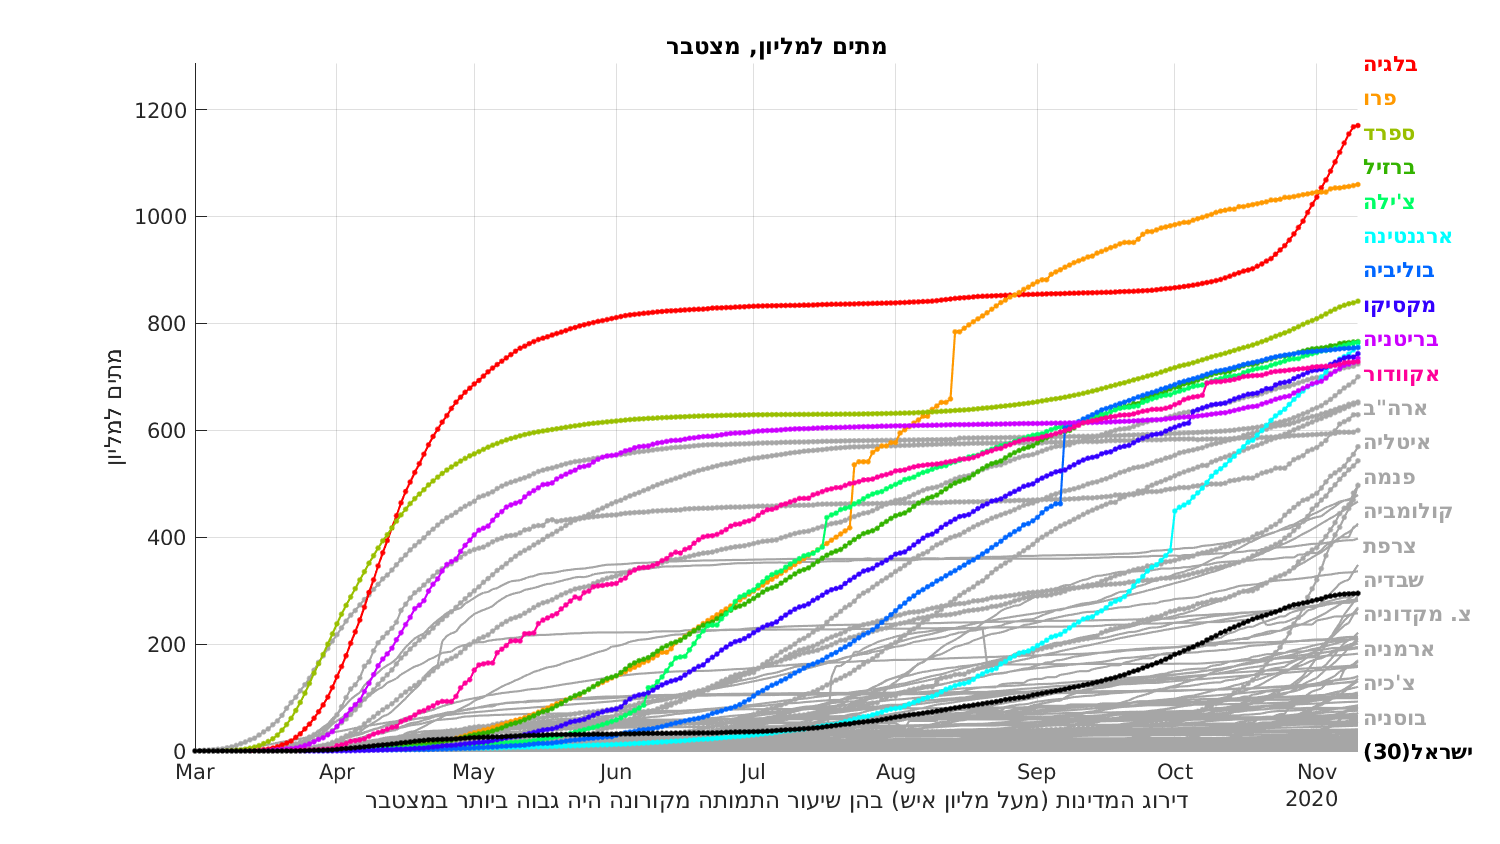 מתים למליון, מצטבר
מתים למליון
1200
1000
800
600
400
200
0
Mar Apr May Jun Jul Aug Sep Oct Nov
2020
דירוג המדינות (מעל מליון איש) בהן שיעור התמותה מקורונה היה גבוה ביותר במצטבר
בלגיה
פרו
ספרד
ברזיל
צ'ילה
ארגנטינה
בוליביה
מקסיקו
בריטניה
אקוודור
ארה"ב
איטליה
פנמה
קולומביה
צרפת
שבדיה
צ. מקדוניה
ארמניה
צ'כיה
בוסניה
ישראל(30)